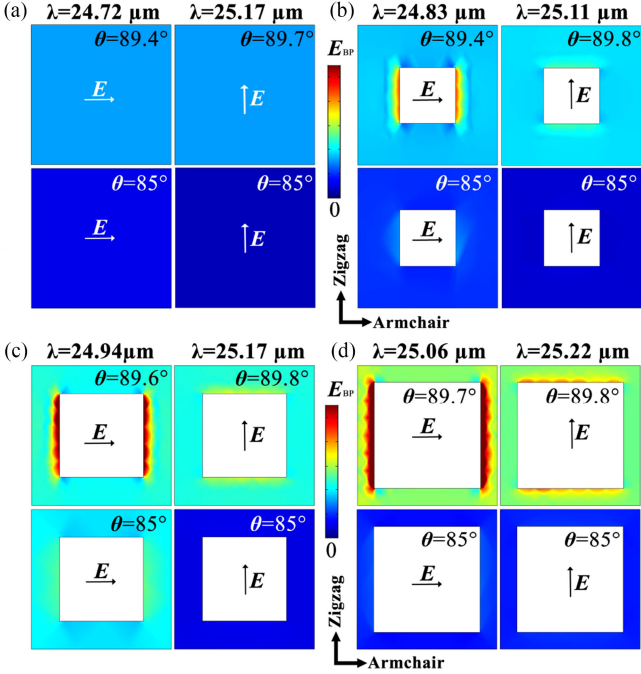 (a) λ=24.72 µm λ=25.17 µm
θ=89.4° θ=89.7°
E E
θ=85° θ=85°
E E
(b) λ=24.83 µm λ=25.11 µm
E_BP θ=89.4° θ=89.8°
E E
θ=85° θ=85°
0
E E
Zigzag
Armchair
(c) λ=24.94µm λ=25.17 µm
θ=89.6° θ=89.8°
E E
θ=85° θ=85°
E E
(d) λ=25.06 µm λ=25.22 µm
E_BP θ=89.7° θ=89.8°
E E
θ=85° θ=85°
0
E E
Zigzag
Armchair